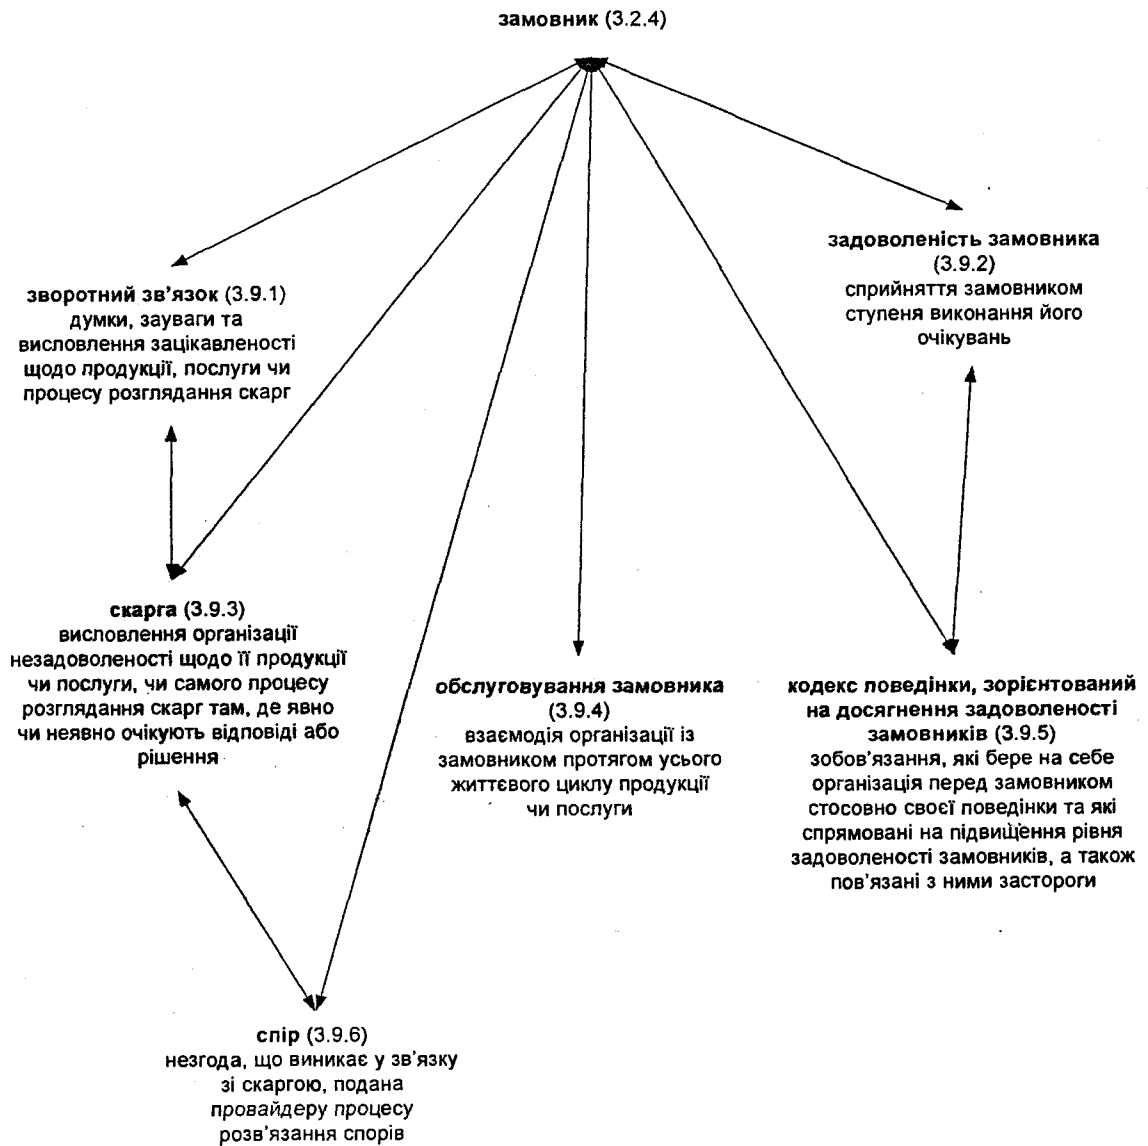 замовник (3.2.4)
задоволеність замовника
(3.9.2)
сприйняття замовником
ступеня виконання його
очікувань
зворотний зв'язок (3.9.1)
думки, зауваги та
висловлення зацікавленості
щодо продукції, послуги чи
процесу розглядання скарг
скарга (3.9.3)
висловлення організації
незадоволеності щодо її продукції
чи послуги, чи самого процесу
розглядання скарг там, де явно
чи неявно очікують відповіді або
рішення
обслуговування замовника
(3.9.4)
взаємодія організації із
замовником протягом усього
життєвого циклу продукції
чи послуги
кодекс поведінки, зорієнтований
на досягнення задоволеності
замовників (3.9.5)
зобов'язання, які бере на себе
організація перед замовником
стосовно своєї поведінки та які
спрямовані на підвищення рівня
задоволеності замовників, а також
пов'язані з ними застороги
спір (3.9.6)
незгода, що виникає у зв'язку
зі скаргою, подана
провайдеру процесу
розв'язання спорів